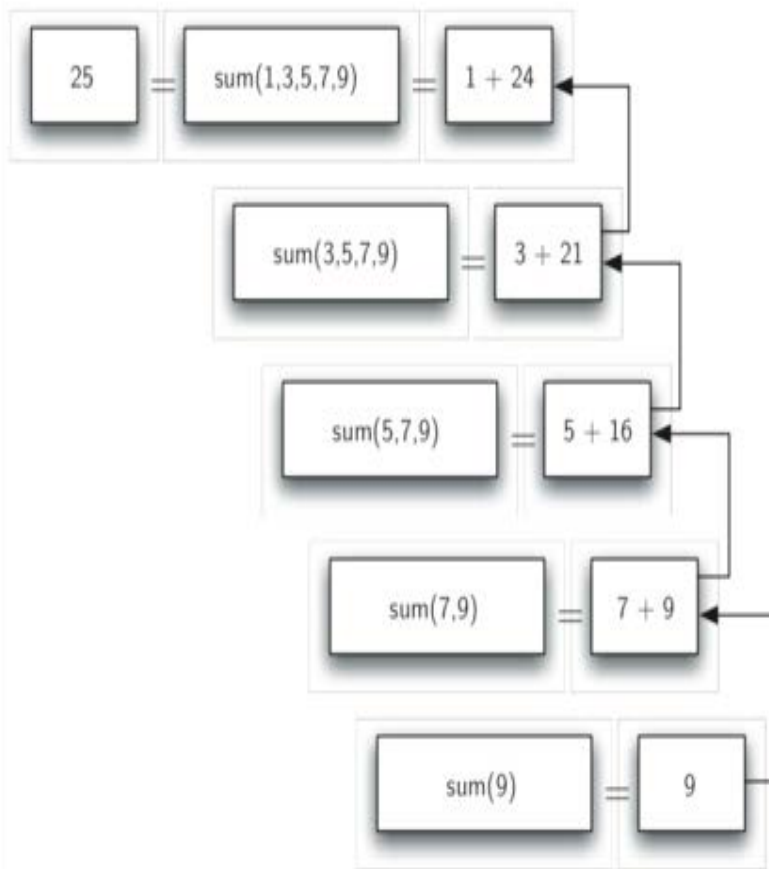 25 = sum(1,3,5,7,9) = 1 + 24
sum(3,5,7,9) = 3 + 21
sum(5,7,9) = 5 + 16
sum(7,9) = 7 + 9
sum(9) = 9